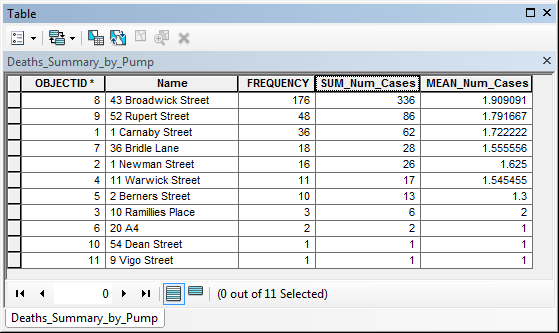 Table
Deaths_Summary_by_Pump
OBJECTID * Name FREQUENCY SUM_Num_Cases MEAN_Num_Cases
8 43 Broadwick Street 176 336 1.909091
9 52 Rupert Street 48 86 1.791667
1 1 Carnaby Street 36 62 1.722222
7 36 Bridle Lane 18 28 1.555556
2 1 Newman Street 16 26 1.625
4 11 Warwick Street 11 17 1.545455
5 2 Berners Street 10 13 1.3
3 10 Ramillies Place 3 6 2
6 20 A4 2 2 1
10 54 Dean Street 1 1 1
11 9 Vigo Street 1 1 1
0 (0 out of 11 Selected)
Deaths_Summary_by_Pump